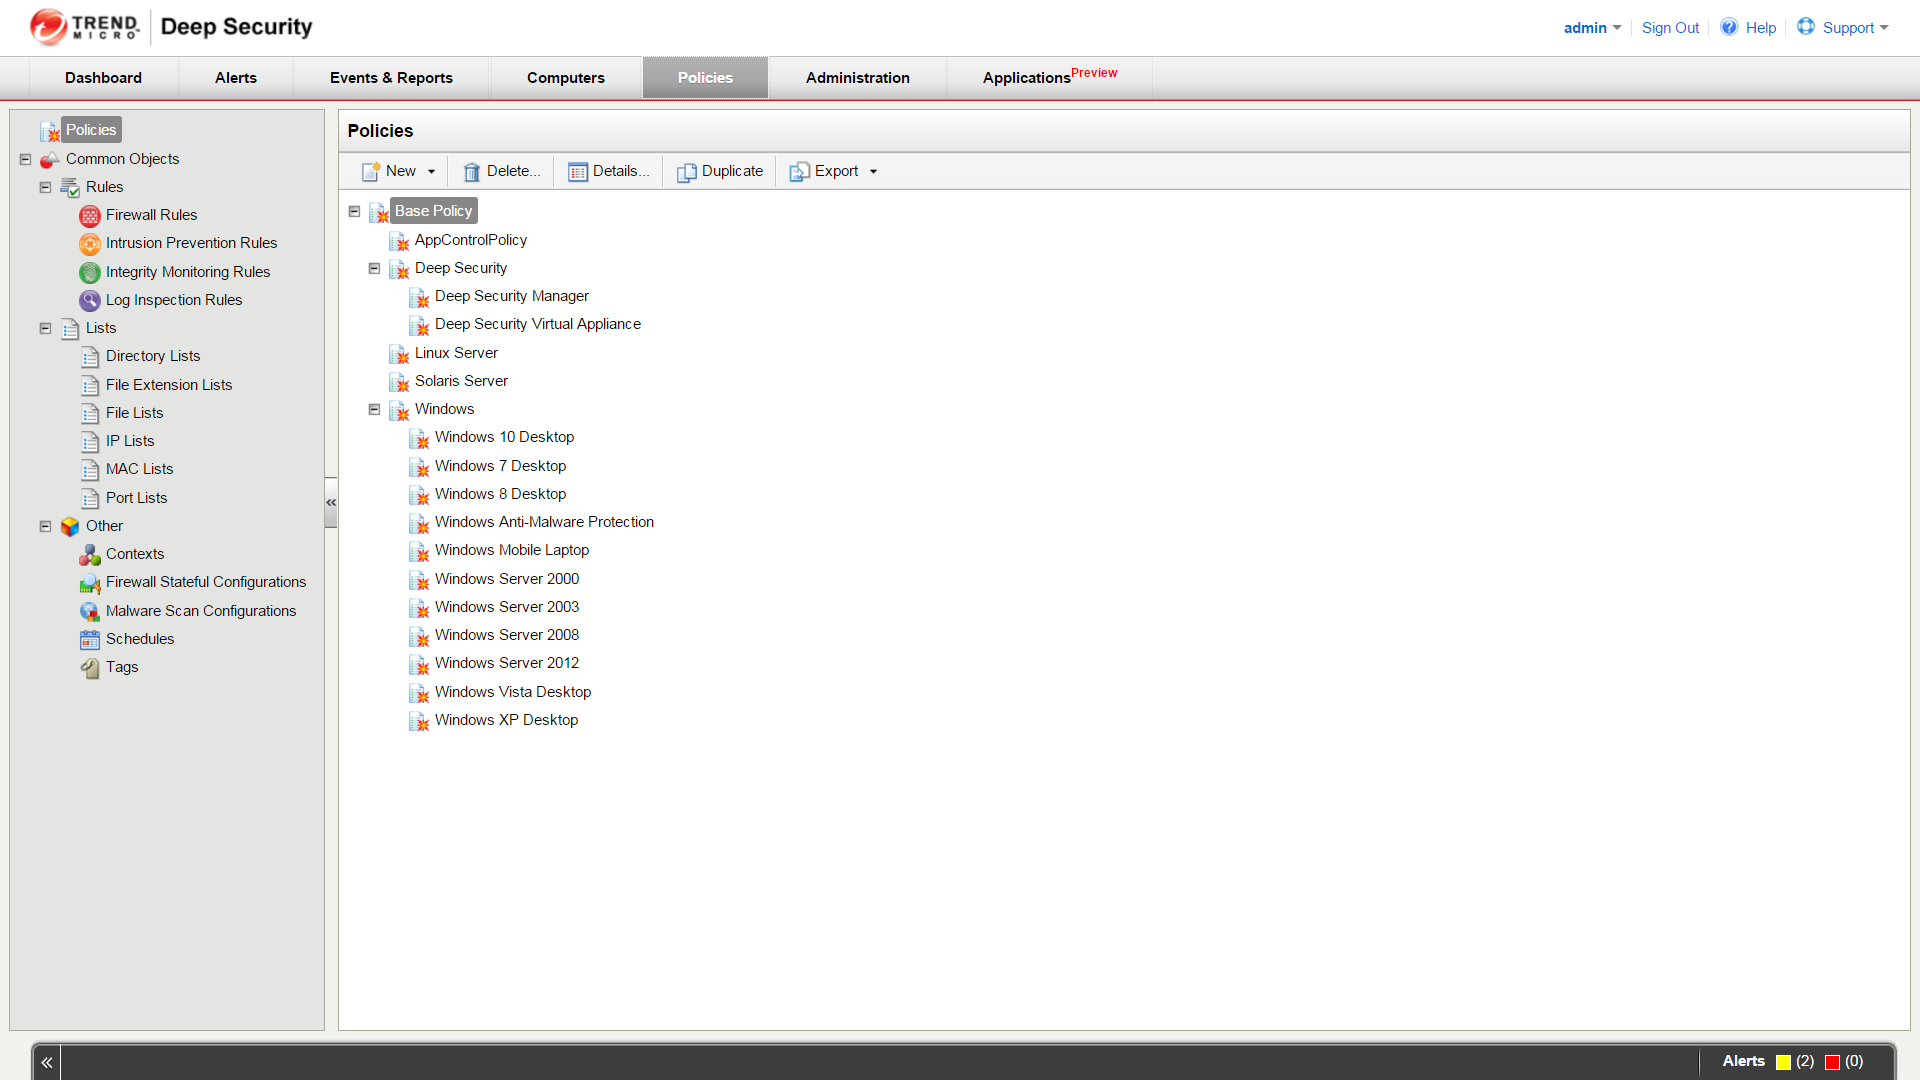 TREND MICRO Deep Security
admin Sign Out Help Support
Dashboard Alerts Events & Reports Computers Policies Administration Applications Preview
Policies
Common Objects
Rules
Firewall Rules
Intrusion Prevention Rules
Integrity Monitoring Rules
Log Inspection Rules
Lists
Directory Lists
File Extension Lists
File Lists
IP Lists
MAC Lists
Port Lists
Other
Contexts
Firewall Stateful Configurations
Malware Scan Configurations
Schedules
Tags
Policies
New Delete... Details... Duplicate Export
Base Policy
AppControlPolicy
Deep Security
Deep Security Manager
Deep Security Virtual Appliance
Linux Server
Solaris Server
Windows
Windows 10 Desktop
Windows 7 Desktop
Windows 8 Desktop
Windows Anti-Malware Protection
Windows Mobile Laptop
Windows Server 2000
Windows Server 2003
Windows Server 2008
Windows Server 2012
Windows Vista Desktop
Windows XP Desktop
Alerts (2) (0)